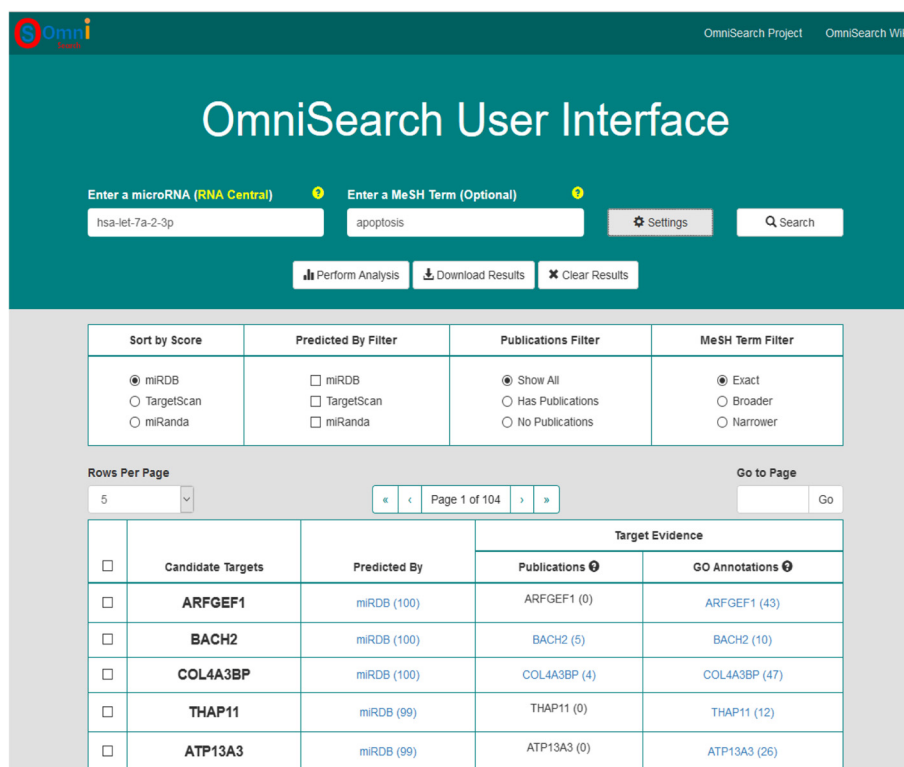 Omni
OmniSearch Project OmniSearch Wi
OmniSearch User Interface
Enter a microRNA (RNA Central) ? Enter a MeSH Term (Optional) ?
hsa-let-7a-2-3p apoptosis Settings Search
Perform Analysis Download Results Clear Results
Sort by Score Predicted By Filter Publications Filter MeSH Term Filter
miRDB miRDB Show All Exact
TargetScan TargetScan Has Publications Broader
miRanda miRanda No Publications Narrower
Rows Per Page Go to Page
5 « ‹ Page 1 of 104 › » Go
Target Evidence
Candidate Targets Predicted By Publications ? GO Annotations ?
ARFGEF1 miRDB (100) ARFGEF1 (0) ARFGEF1 (43)
BACH2 miRDB (100) BACH2 (5) BACH2 (10)
COL4A3BP miRDB (100) COL4A3BP (4) COL4A3BP (47)
THAP11 miRDB (99) THAP11 (0) THAP11 (12)
ATP13A3 miRDB (99) ATP13A3 (0) ATP13A3 (26)